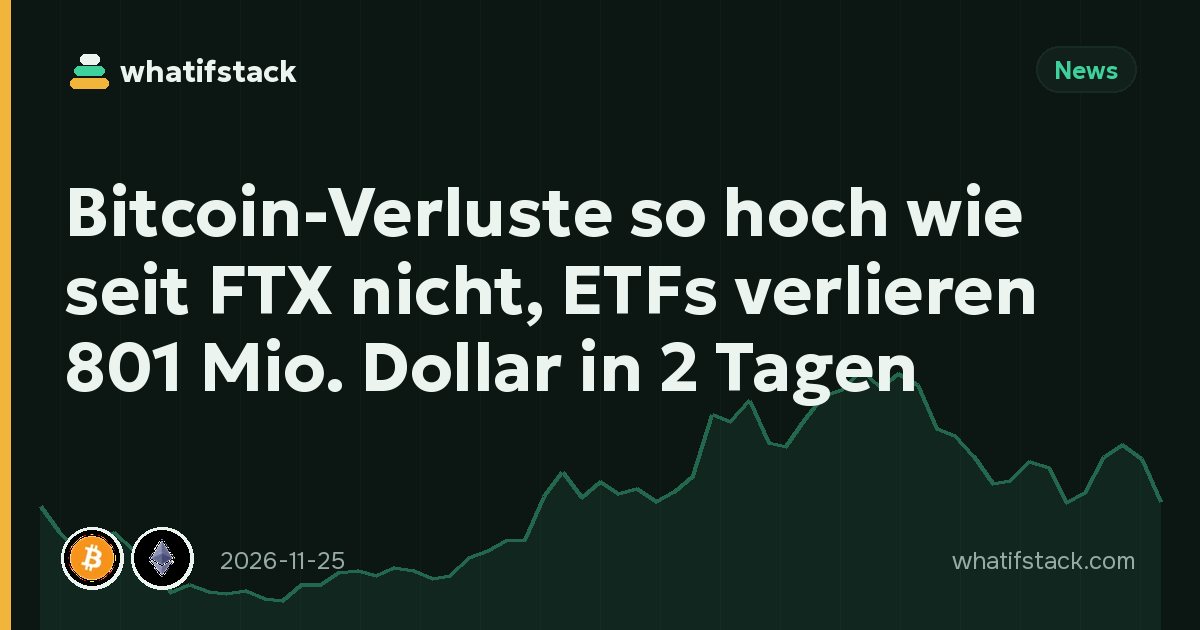 whatifstack
News
Bitcoin-Verluste so hoch wie
seit FTX nicht, ETFs verlieren
801 Mio. Dollar in 2 Tagen
2026-11-25
whatifstack.com